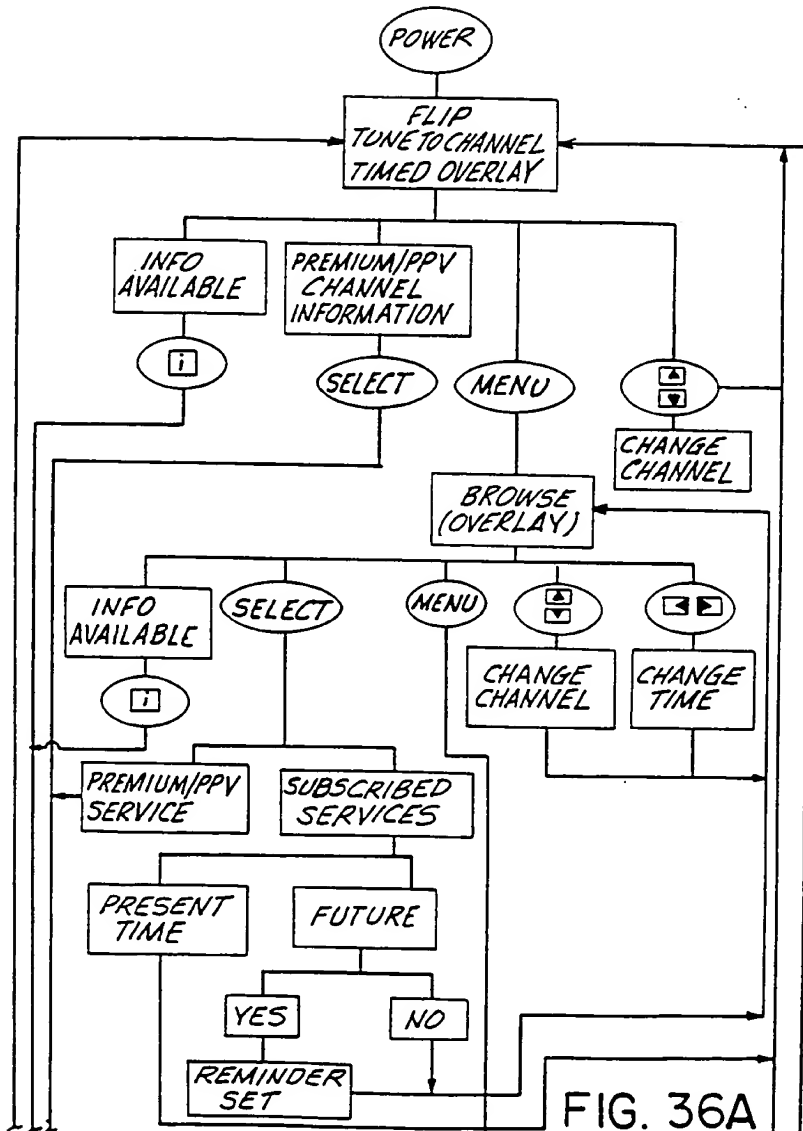 POWER
FLIP
TUNE TO CHANNEL
TIMED OVERLAY
INFO
AVAILABLE
PREMIUM/PPV
CHANNEL
INFORMATION
i
SELECT
MENU
CHANGE
CHANNEL
BROWSE
(OVERLAY)
INFO
AVAILABLE
SELECT
MENU
i
CHANGE
CHANNEL
CHANGE
TIME
PREMIUM/PPV
SERVICE
SUBSCRIBED
SERVICES
PRESENT
TIME
FUTURE
YES
NO
REMINDER
SET
FIG. 36A